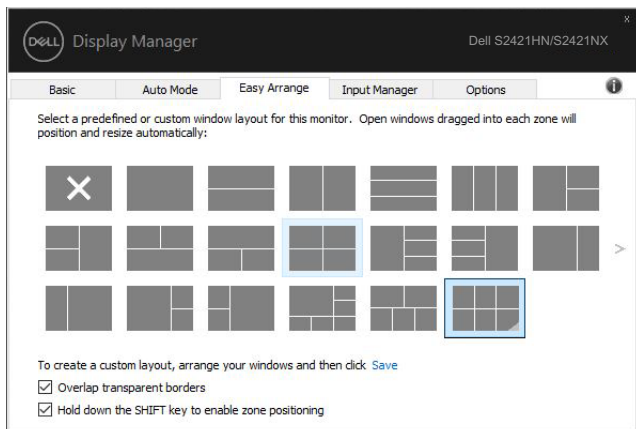 x
DELL Display Manager Dell S2421HN/S2421NX
Basic Auto Mode Easy Arrange Input Manager Options i
Select a predefined or custom window layout for this monitor. Open windows dragged into each zone will
position and resize automatically:
>
To create a custom layout, arrange your windows and then click Save
Overlap transparent borders
Hold down the SHIFT key to enable zone positioning